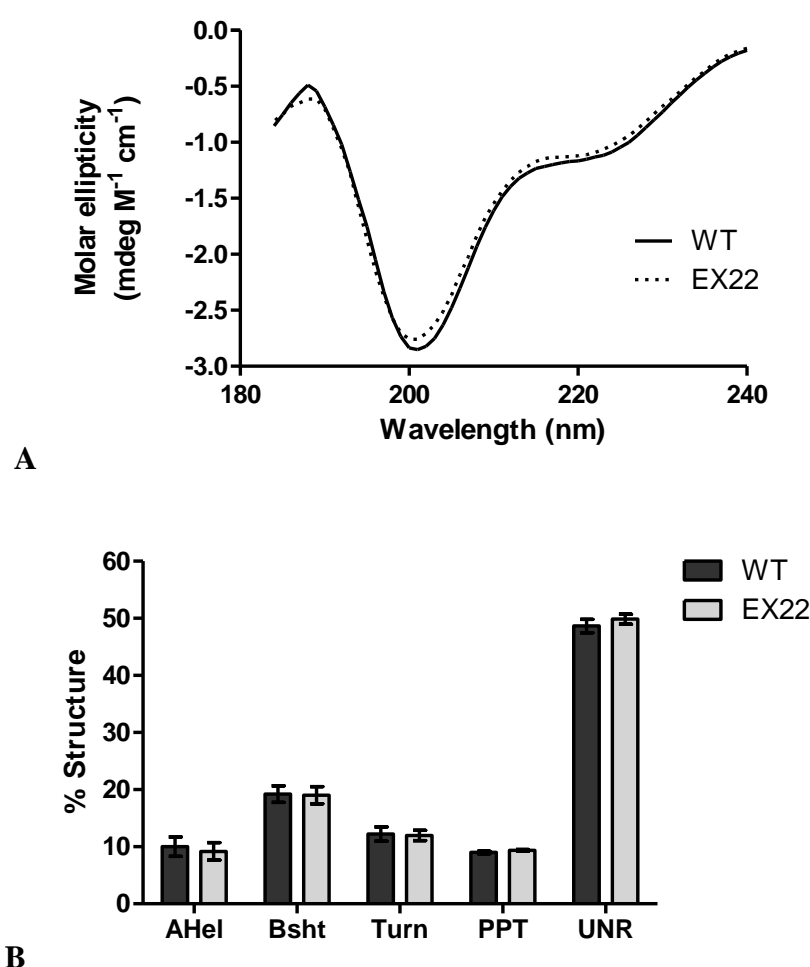 0.0
-0.5
-1.0
-1.5
-2.0
-2.5
-3.0
Molar ellipticity
(mdeg M⁻¹ cm⁻¹)
WT
EX22
180 200 220 240
Wavelength (nm)
A
60
50
40
30
20
10
0
% Structure
WT
EX22
AHel Bsht Turn PPT UNR
B